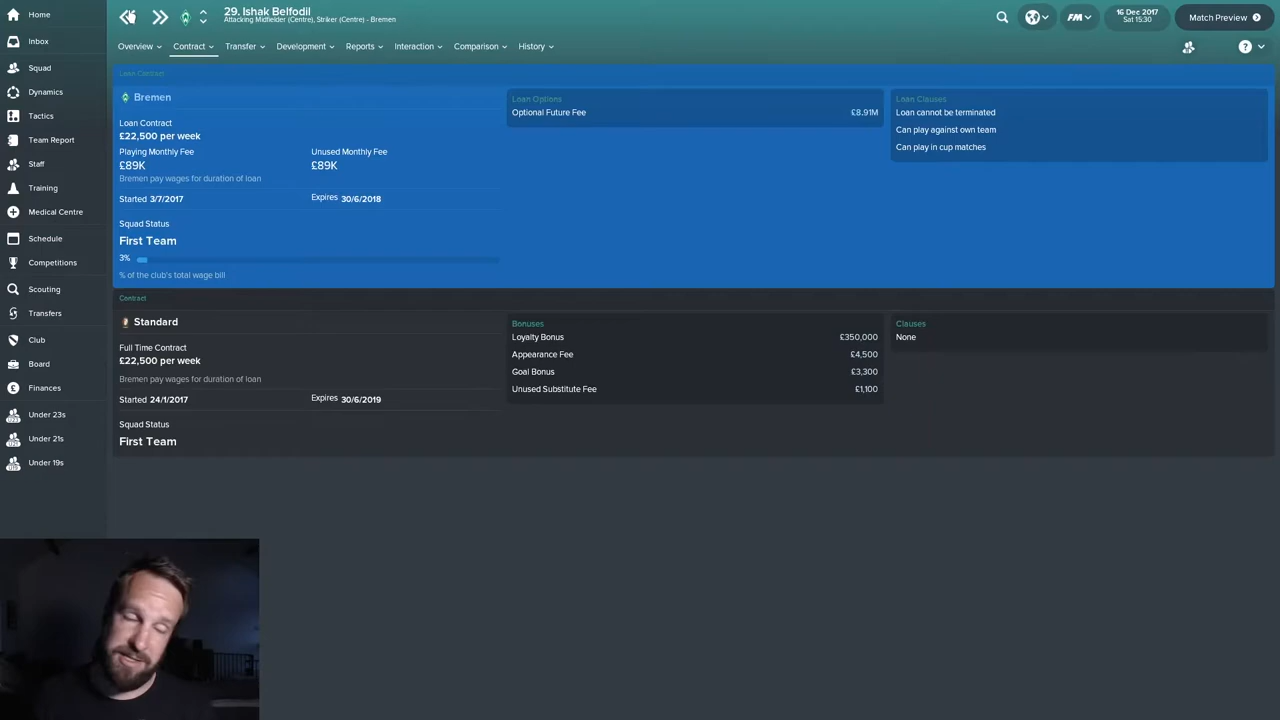 Home
Inbox
Squad
Dynamics
Tactics
Team Report
Staff
Training
Medical Centre
Schedule
Competitions
Scouting
Transfers
Club
Board
Finances
Under 23s
Under 21s
Under 19s
29. Ishak Belfodil
Attacking Midfielder (Centre), Striker (Centre) - Bremen
FM
16 Dec 2017
Sat 15:30
Match Preview
Overview
Contract
Transfer
Development
Reports
Interaction
Comparison
History
?
Loan Contract
Bremen
Loan Contract
£22,500 per week
Playing Monthly Fee
Unused Monthly Fee
£89K
£89K
Bremen pay wages for duration of loan
Started 3/7/2017
Expires 30/6/2018
Squad Status
First Team
3%
% of the club's total wage bill
Loan Options
Optional Future Fee £8.91M
Loan Clauses
Loan cannot be terminated
Can play against own team
Can play in cup matches
Contract
Standard
Full Time Contract
£22,500 per week
Bremen pay wages for duration of loan
Started 24/1/2017
Expires 30/6/2019
Squad Status
First Team
Bonuses
Loyalty Bonus £350,000
Appearance Fee £4,500
Goal Bonus £3,300
Unused Substitute Fee £1,100
Clauses
None